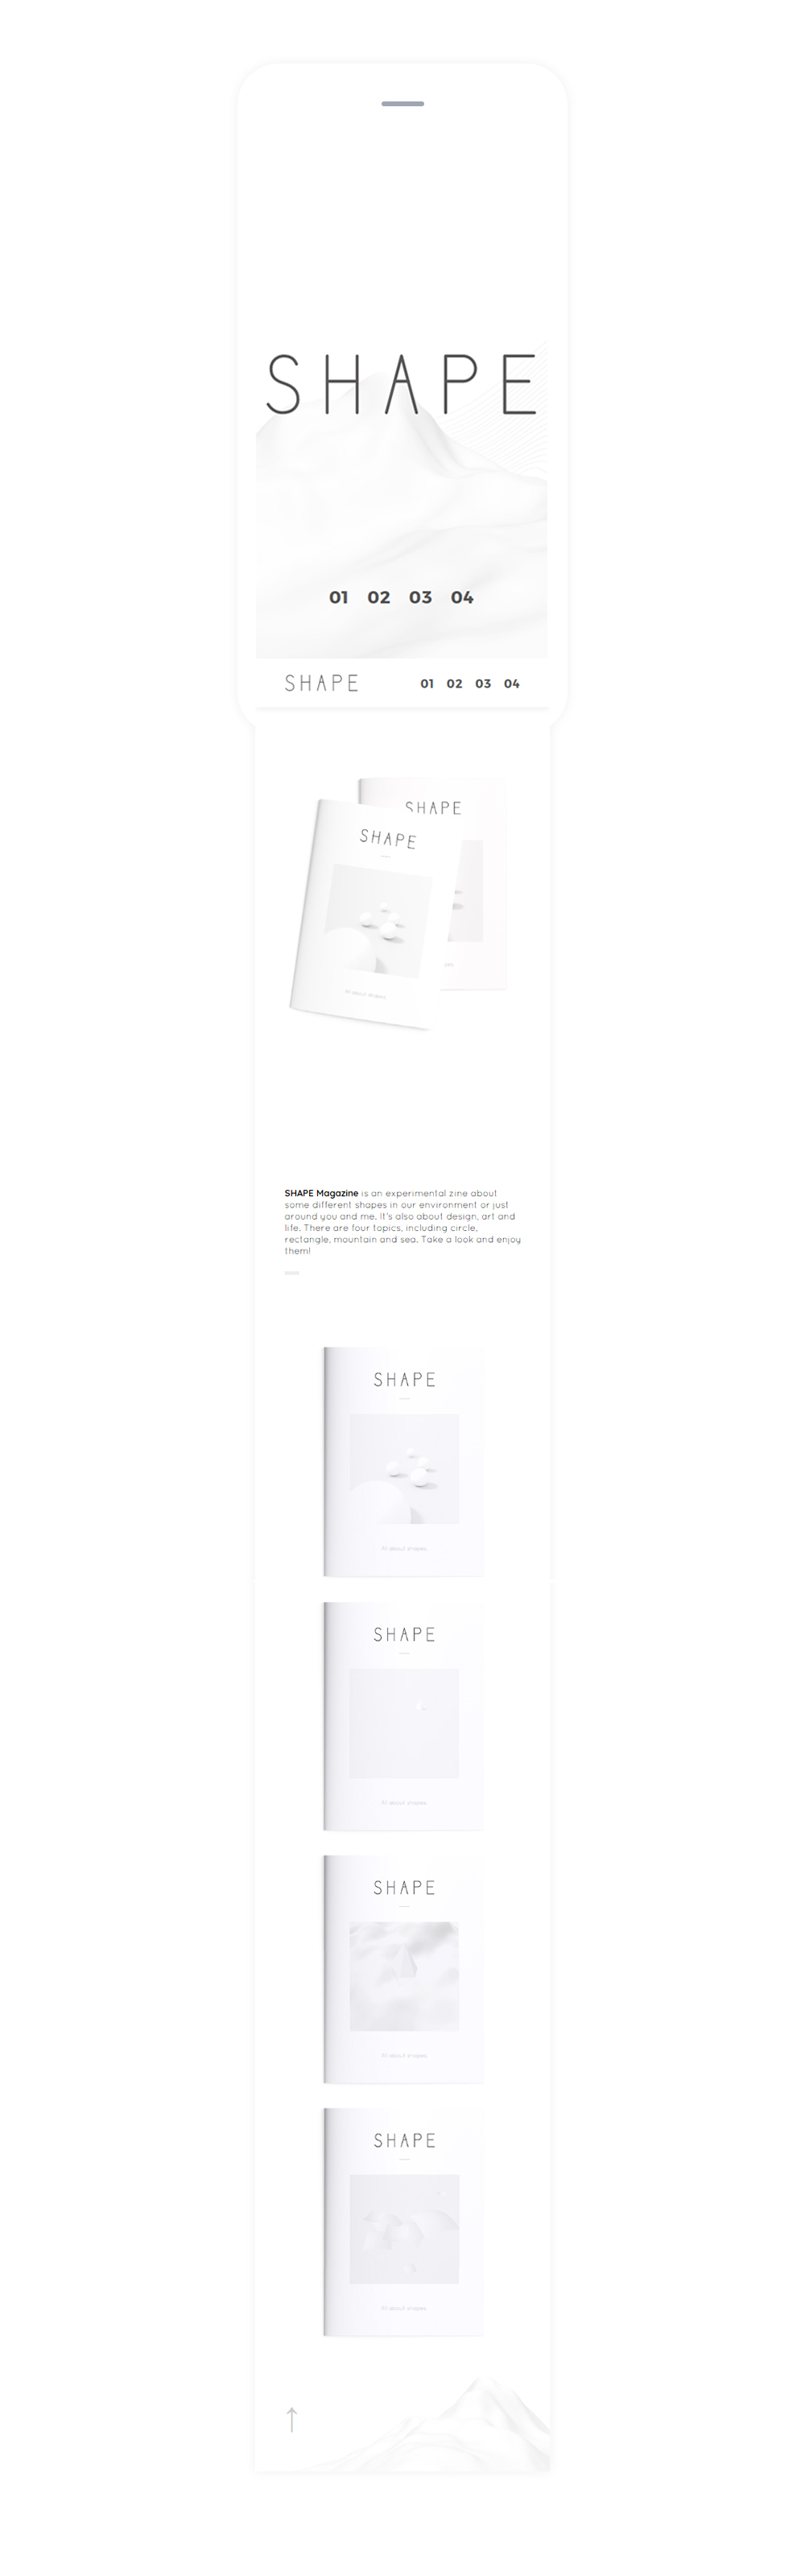 SHAPE
01 02 03 04
SHAPE 01 02 03 04
SHAPE
SHAPE
All about shapes.
SHAPE Magazine is an experimental zine about
some different shapes in our environment or just
around you and me. It's also about design, art and
life. There are four topics, including circle,
rectangle, mountain and sea. Take a look and enjoy
them!
SHAPE
All about shapes.
SHAPE
All about shapes.
SHAPE
All about shapes.
SHAPE
All about shapes.